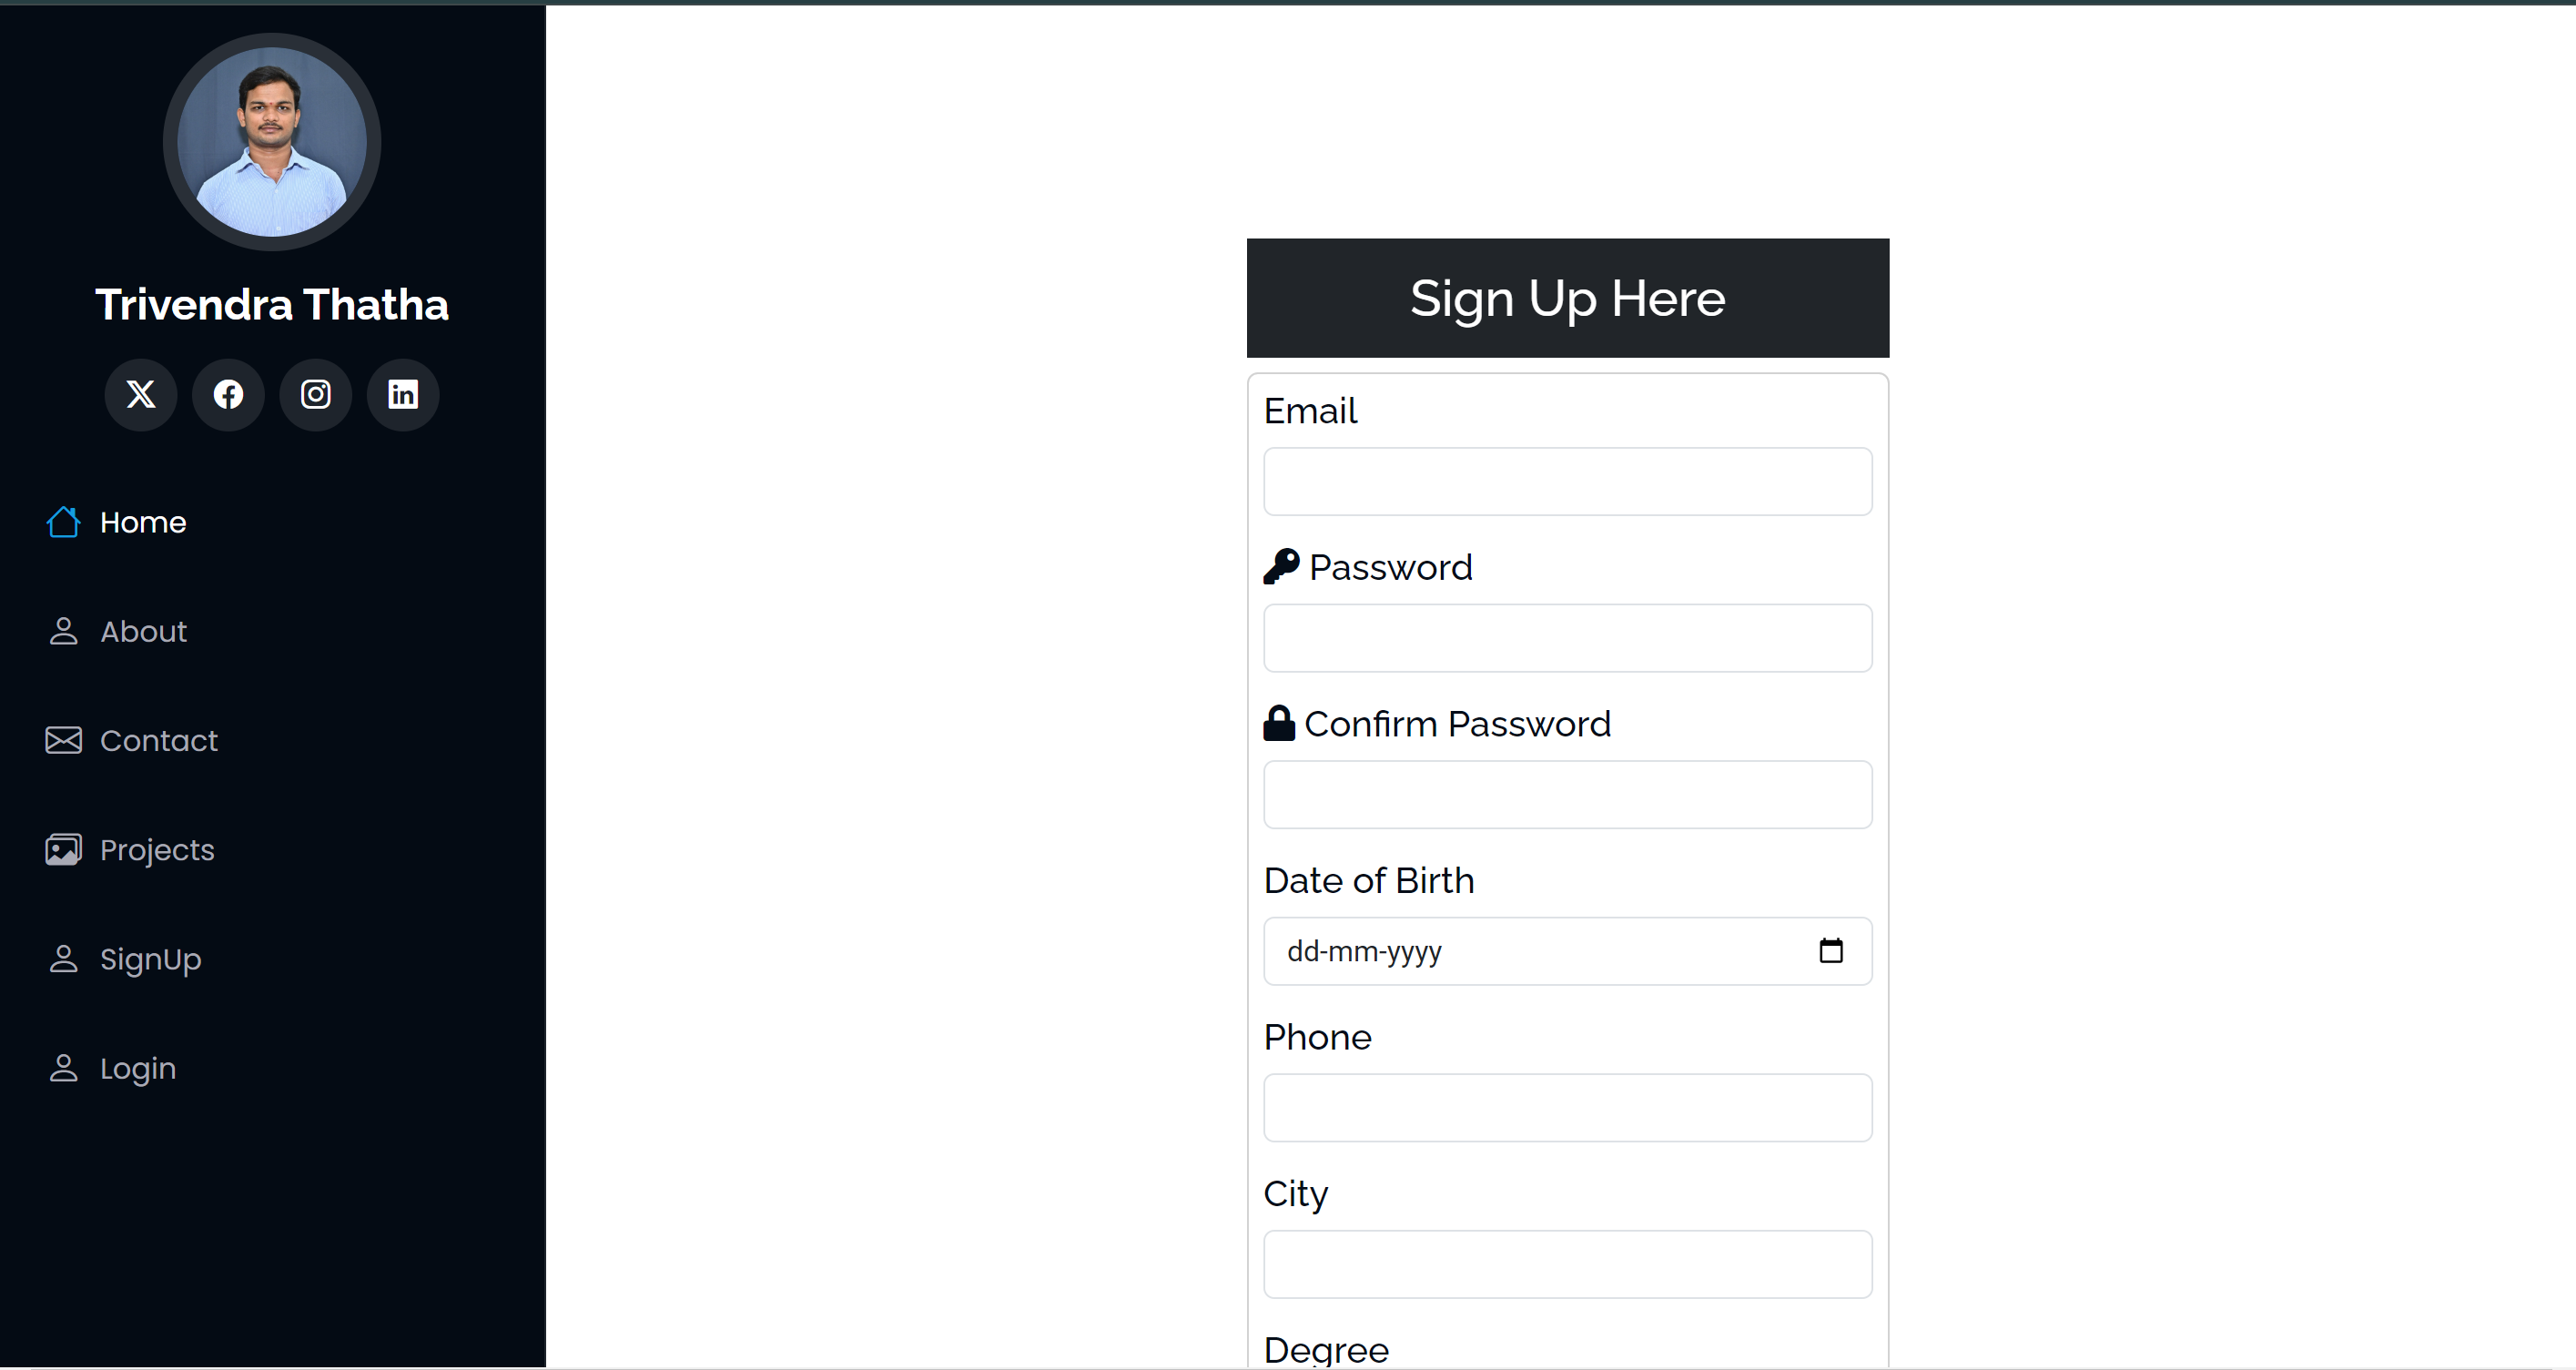 Trivendra Thatha
Home
About
Contact
Projects
SignUp
Login
Sign Up Here
Email
Password
Confirm Password
Date of Birth
dd-mm-yyyy
Phone
City
Degree